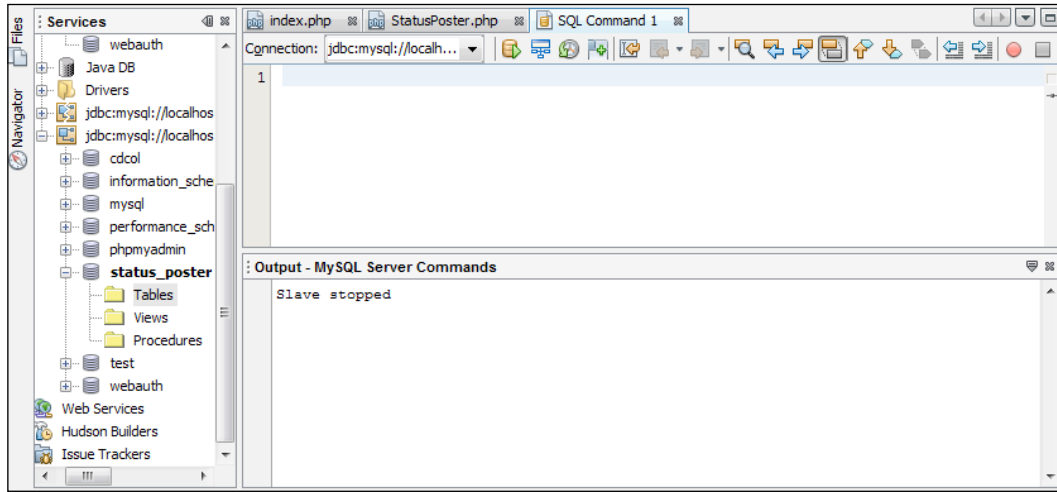 Files
Navigator
Services
webauth
Java DB
Drivers
jdbc:mysql://localhos
jdbc:mysql://localhos
cdcol
information_sche
mysql
performance_sch
phpmyadmin
status_poster
Tables
Views
Procedures
test
webauth
Web Services
Hudson Builders
Issue Trackers
index.php
StatusPoster.php
SQL Command 1
Connection: jdbc:mysql://localh...
1
Output - MySQL Server Commands
Slave stopped